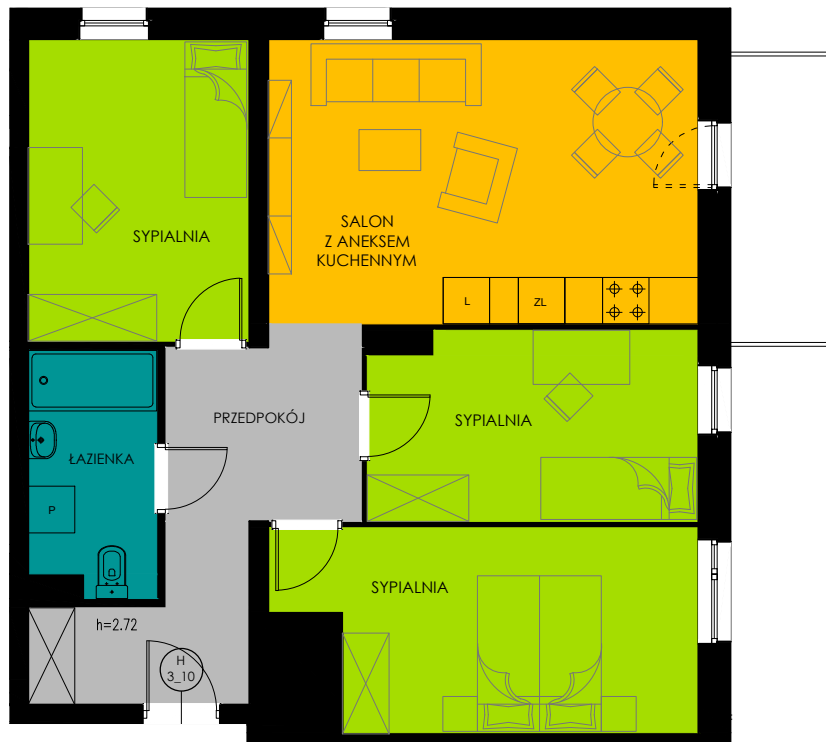 SYPIALNIA
SALON
Z ANEKSEM
KUCHENNYM
L
ZL
PRZEDPOKÓJ
SYPIALNIA
ŁAZIENKA
P
SYPIALNIA
h=2.72
H
3_10